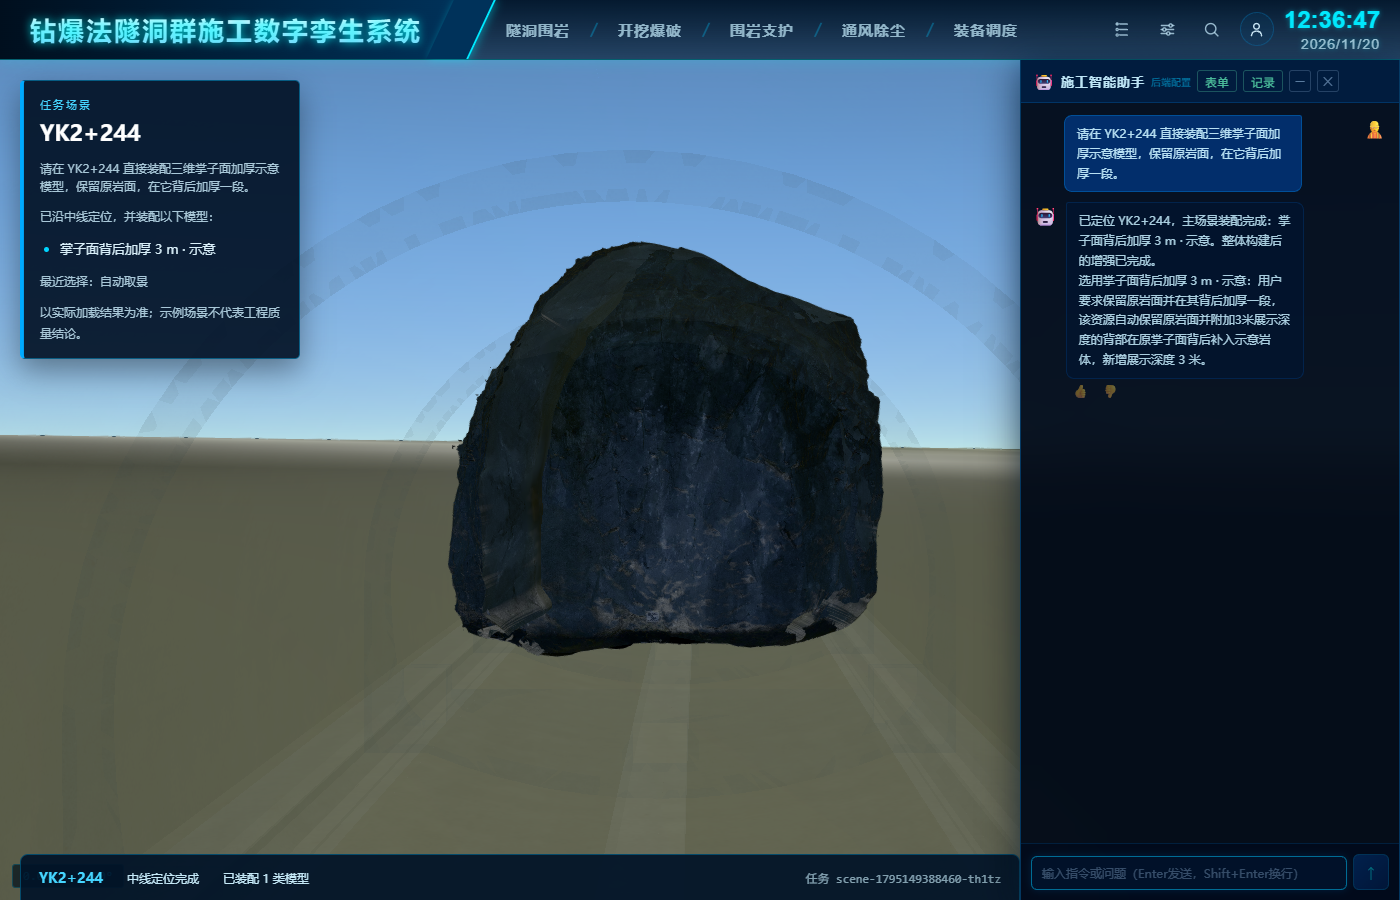 钻爆法隧洞群施工数字孪生系统
隧洞围岩 / 开挖爆破 / 围岩支护 / 通风除尘 / 装备调度
12:36:47
2026/11/20
任务场景
YK2+244
请在 YK2+244 直接装配三维掌子面加厚示意
模型，保留原岩面，在它背后加厚一段。
已沿中线定位，并装配以下模型：
掌子面背后加厚 3 m · 示意
最近选择：自动取景
以实际加载结果为准；示例场景不代表工程质
量结论。
施工智能助手 后端配置 表单 记录
请在 YK2+244 直接装配三维掌子面加
厚示意模型，保留原岩面，在它背后加
厚一段。
已定位 YK2+244，主场景装配完成：掌
子面背后加厚 3 m · 示意。整体构建后
的增强已完成。
选用掌子面背后加厚 3 m · 示意：用户
要求保留原岩面并在其背后加厚一段，
该资源自动保留原岩面并附加3米展示深
度的背部在原掌子面背后补入示意岩
体，新增展示深度 3 米。
YK2+244 中线定位完成 已装配 1 类模型
任务 scene-1795149388460-th1tz
输入指令或问题（Enter发送，Shift+Enter换行）